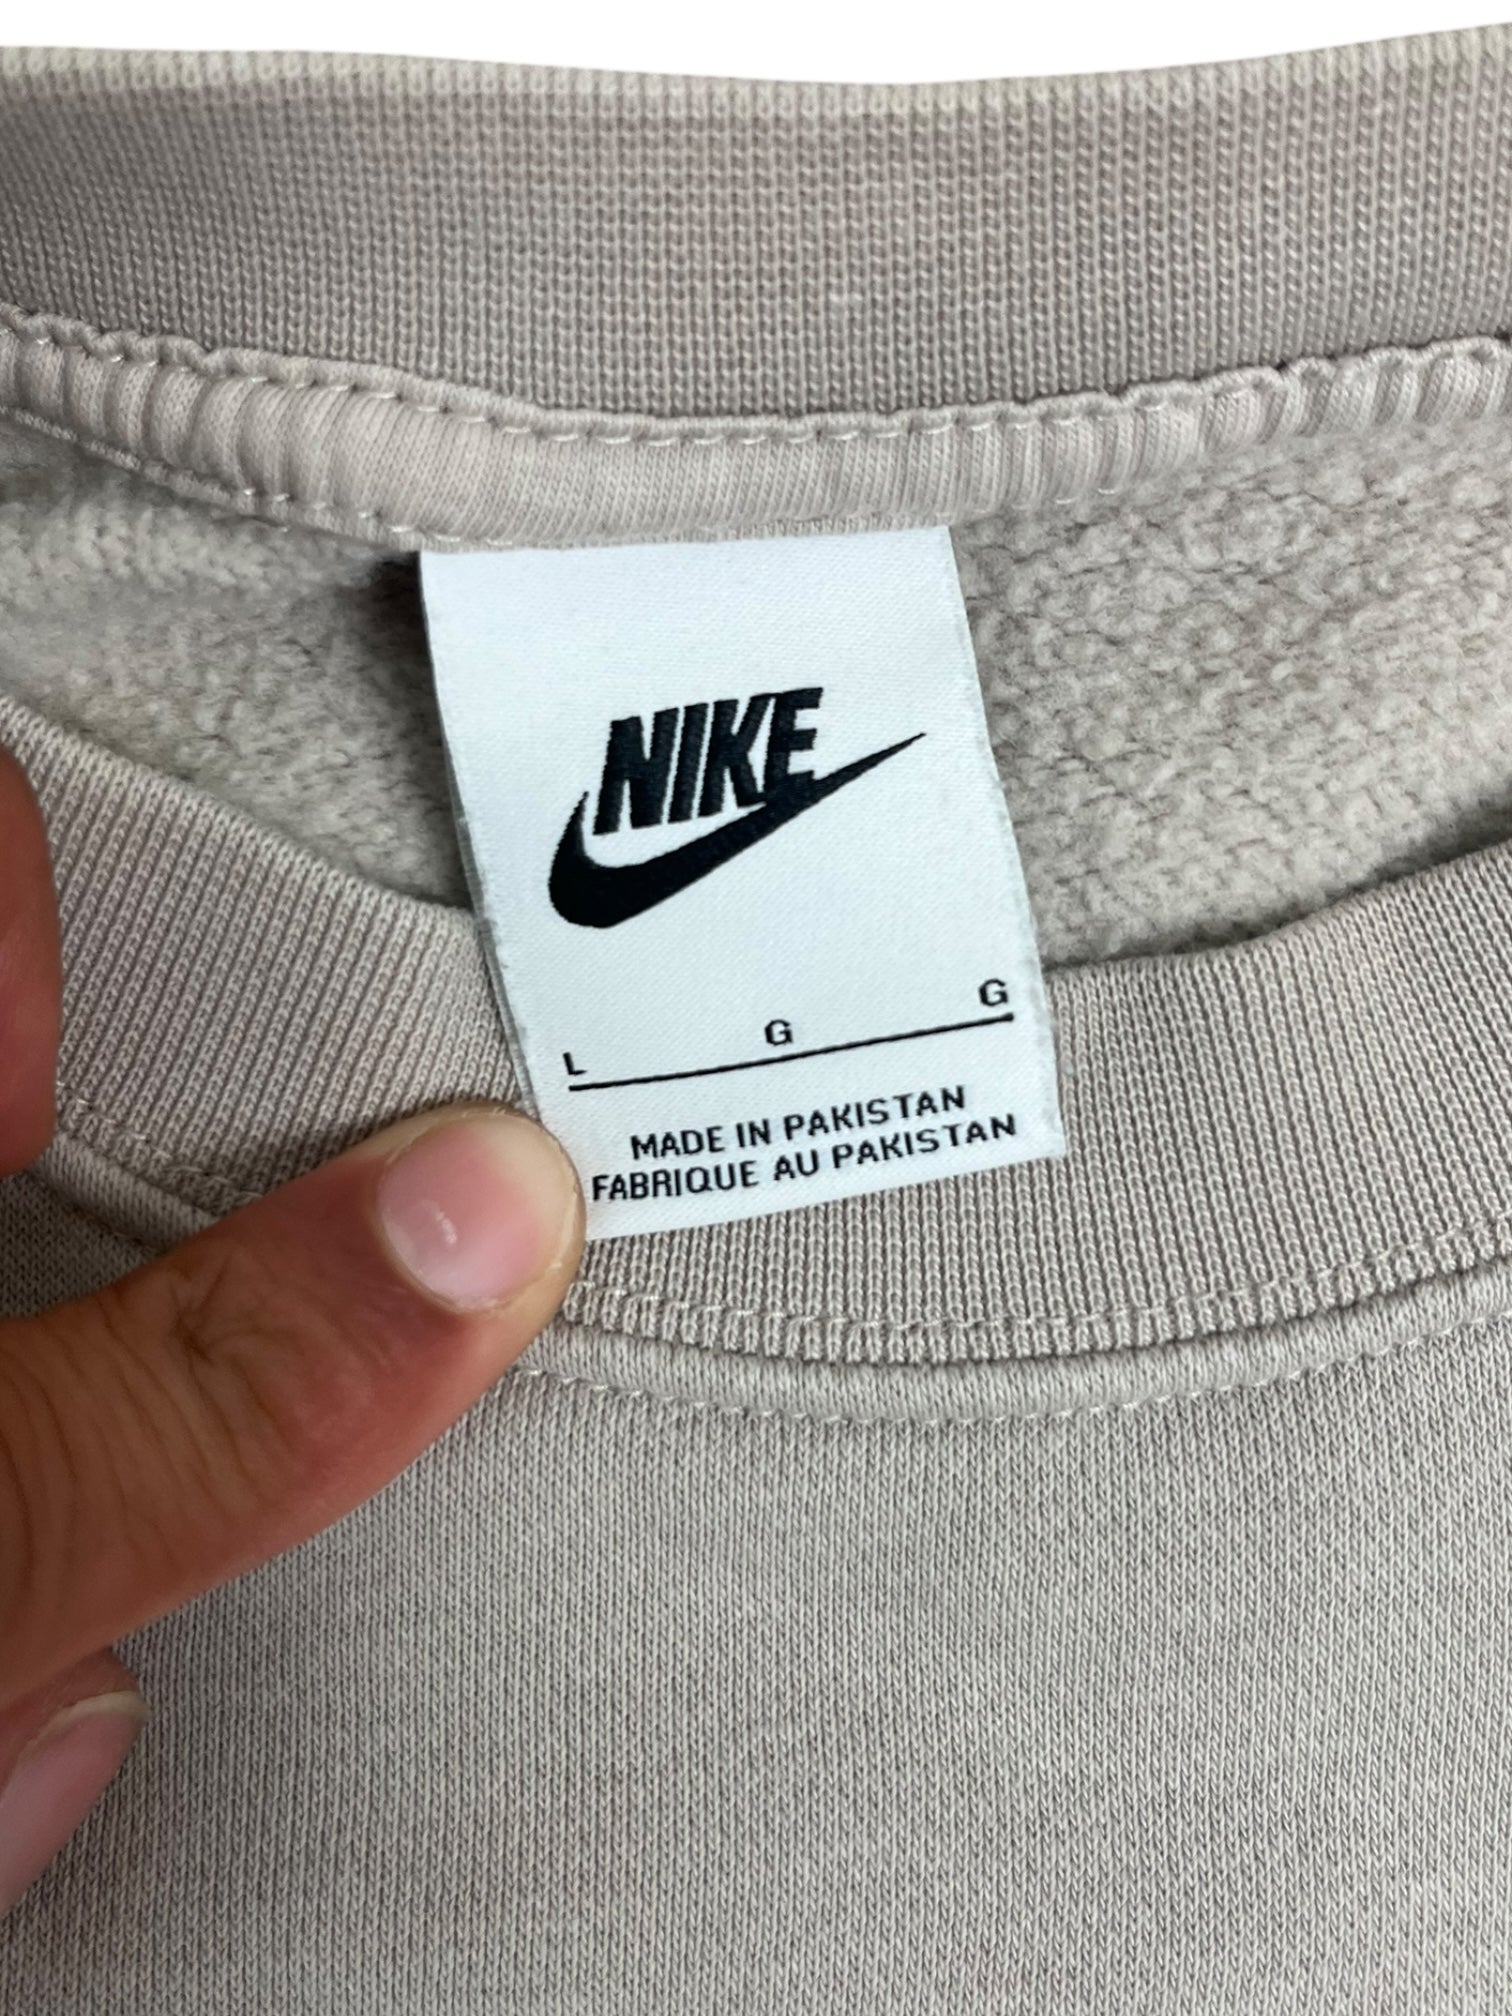 NIKE
L G G
MADE IN PAKISTAN
FABRIQUE AU PAKISTAN